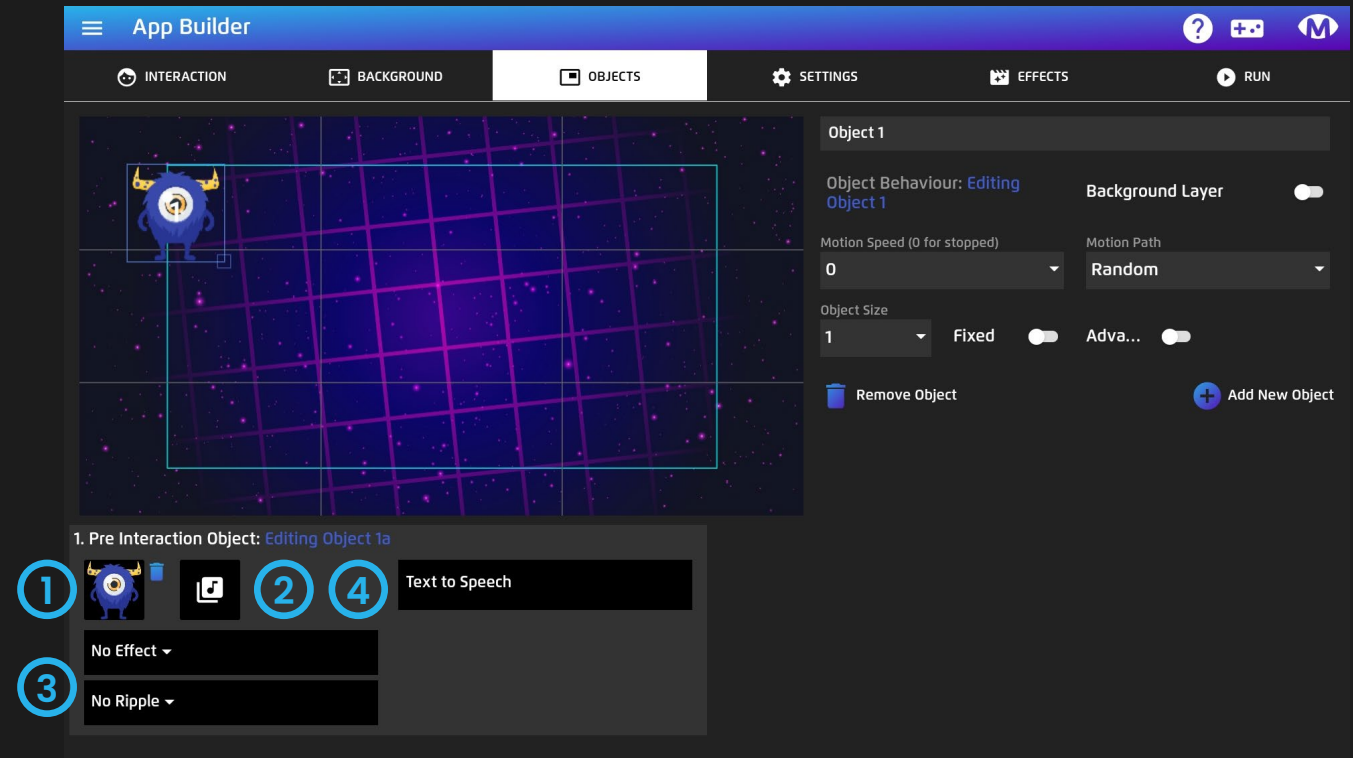 App Builder
?
M
INTERACTION
BACKGROUND
OBJECTS
SETTINGS
EFFECTS
RUN
1
Object 1
Object Behaviour: Editing
Object 1
Background Layer
Motion Speed (0 for stopped)
Motion Path
0
Random
Object Size
1
Fixed
Adva...
Remove Object
Add New Object
1. Pre Interaction Object: Editing Object 1a
1
2
4
Text to Speech
No Effect
3
No Ripple